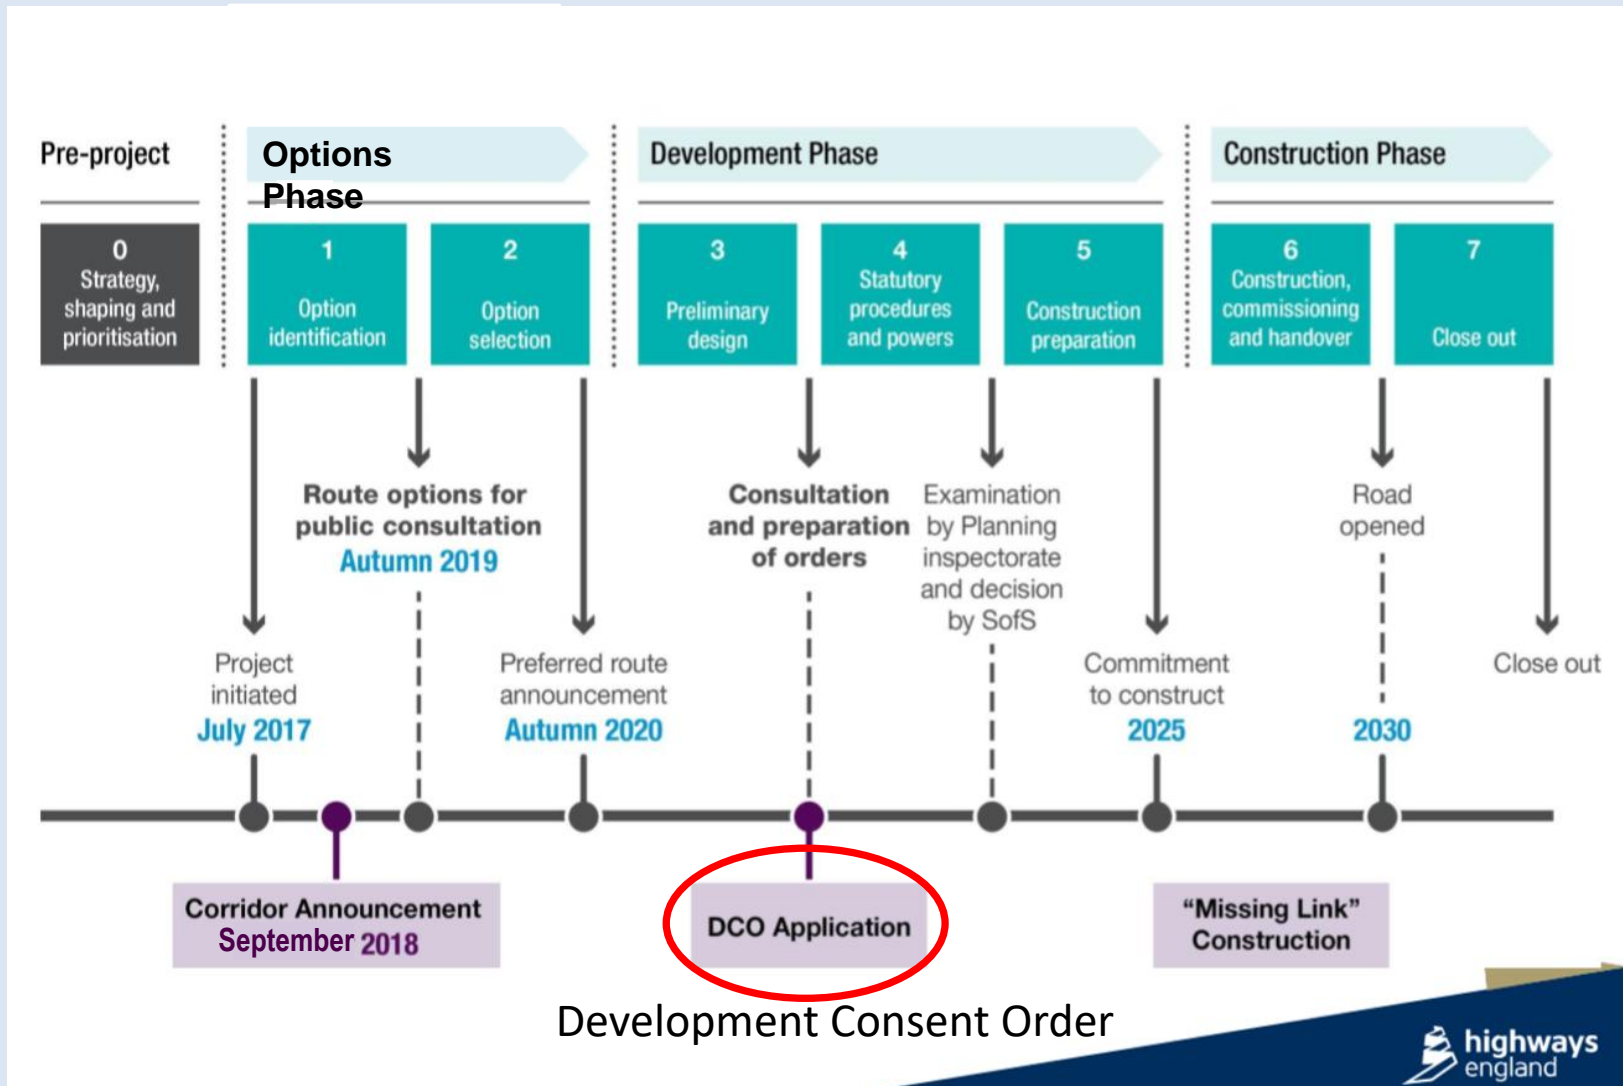 Pre-project
Options
Phase
Development Phase
Construction Phase
0
Strategy,
shaping and
prioritisation
1
Option
identification
2
Option
selection
3
Preliminary
design
4
Statutory
procedures
and powers
5
Construction
preparation
6
Construction,
commissioning
and handover
7
Close out
Route options for
public consultation
Autumn 2019
Consultation
and preparation
of orders
Examination
by Planning
inspectorate
and decision
by SofS
Road
opened
Project
initiated
July 2017
Preferred route
announcement
Autumn 2020
Commitment
to construct
2025
2030
Close out
Corridor Announcement
September 2018
DCO Application
"Missing Link"
Construction
Development Consent Order
highways
england